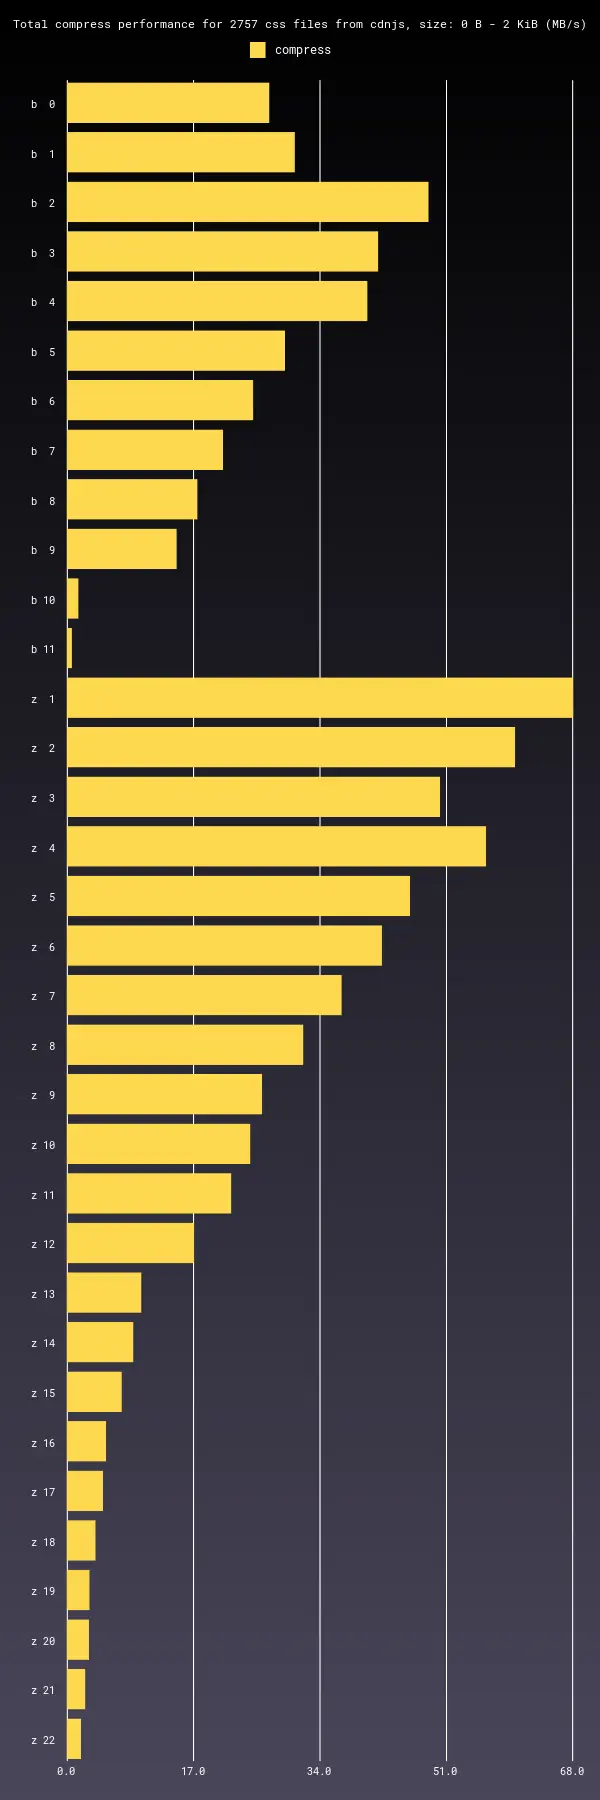 Total compress performance for 2757 css files from cdnjs, size: 0 B - 2 KiB (MB/s)
compress
b  0
b  1
b  2
b  3
b  4
b  5
b  6
b  7
b  8
b  9
b 10
b 11
z  1
z  2
z  3
z  4
z  5
z  6
z  7
z  8
z  9
z 10
z 11
z 12
z 13
z 14
z 15
z 16
z 17
z 18
z 19
z 20
z 21
z 22
0.0 17.0 34.0 51.0 68.0